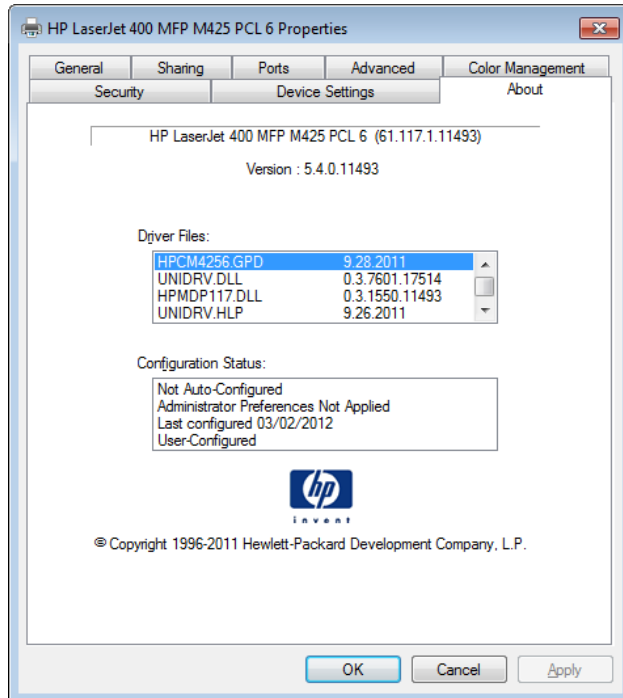 HP LaserJet 400 MFP M425 PCL 6 Properties
General Sharing Ports Advanced Color Management
Security Device Settings About
HP LaserJet 400 MFP M425 PCL 6 (61.117.1.11493)
Version : 5.4.0.11493
Driver Files:
HPCM4256.GPD 9.28.2011
UNIDRV.DLL 0.3.7601.17514
HPMDP117.DLL 0.3.1550.11493
UNIDRV.HLP 9.26.2011
Configuration Status:
Not Auto-Configured
Administrator Preferences Not Applied
Last configured 03/02/2012
User-Configured
hp
invent
© Copyright 1996-2011 Hewlett-Packard Development Company, L.P.
OK Cancel Apply